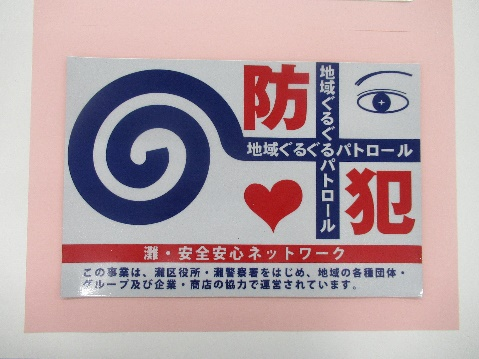 防犯
地域ぐるぐるパトロール
地域ぐるぐるパトロール
灘・安全安心ネットワーク
この事業は、灘区役所・灘警察署をはじめ、地域の各種団体・
グループ及び企業・商店の協力で運営されています。